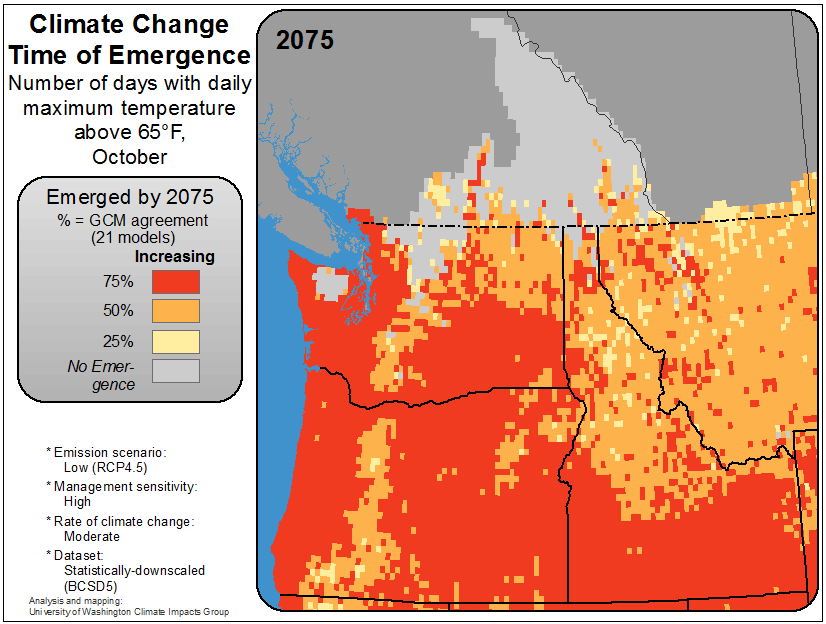 Climate Change
Time of Emergence
Number of days with daily
maximum temperature
above 65°F,
October
2075
Emerged by 2075
% = GCM agreement
(21 models)
Increasing
75%
50%
25%
No Emer-
gence
* Emission scenario:
Low (RCP4.5)
* Management sensitivity:
High
* Rate of climate change:
Moderate
* Dataset:
Statistically-downscaled
(BCSD5)
Analysis and mapping:
University of Washington Climate Impacts Group